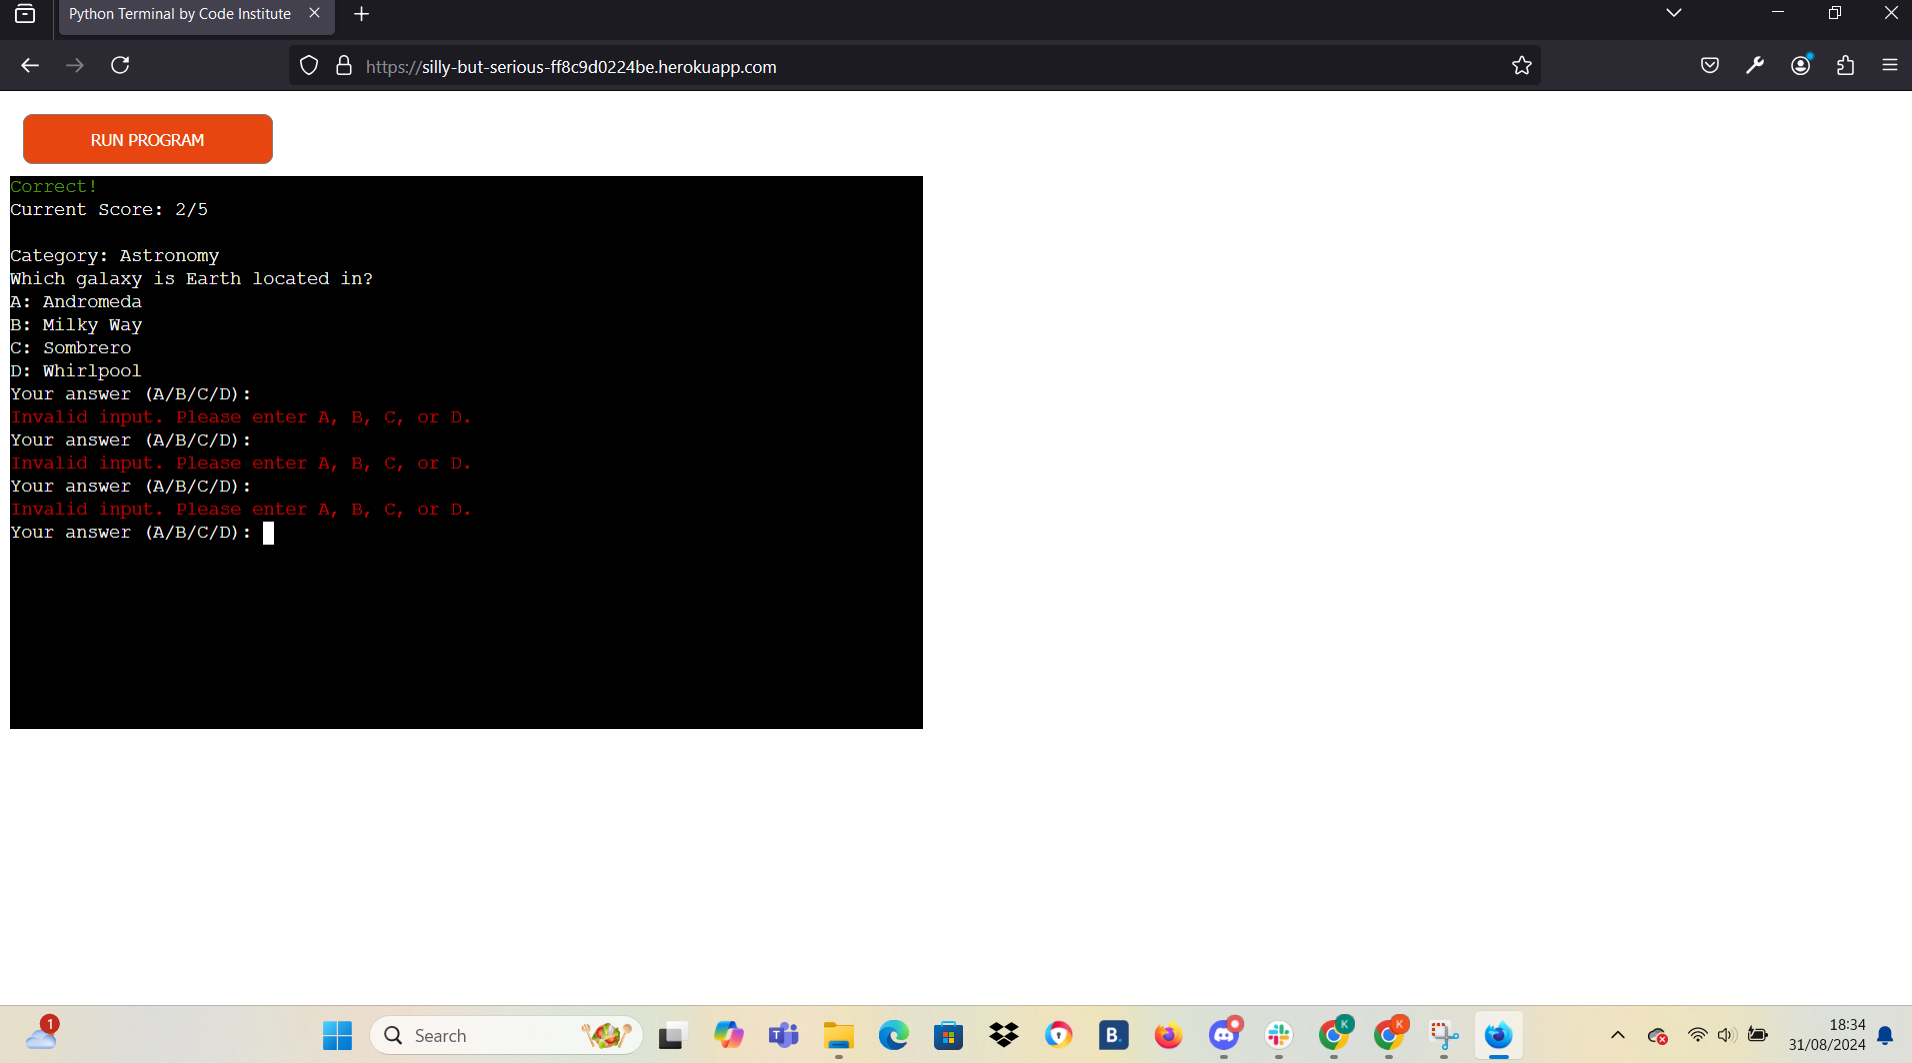 Python Terminal by Code Institute
https://silly-but-serious-ff8c9d0224be.herokuapp.com
RUN PROGRAM
Correct!
Current Score: 2/5
Category: Astronomy
Which galaxy is Earth located in?
A: Andromeda
B: Milky Way
C: Sombrero
D: Whirlpool
Your answer (A/B/C/D):
Invalid input. Please enter A, B, C, or D.
Your answer (A/B/C/D):
Invalid input. Please enter A, B, C, or D.
Your answer (A/B/C/D):
Invalid input. Please enter A, B, C, or D.
Your answer (A/B/C/D):
1
Search
T
B.
K
K
18:34
31/08/2024